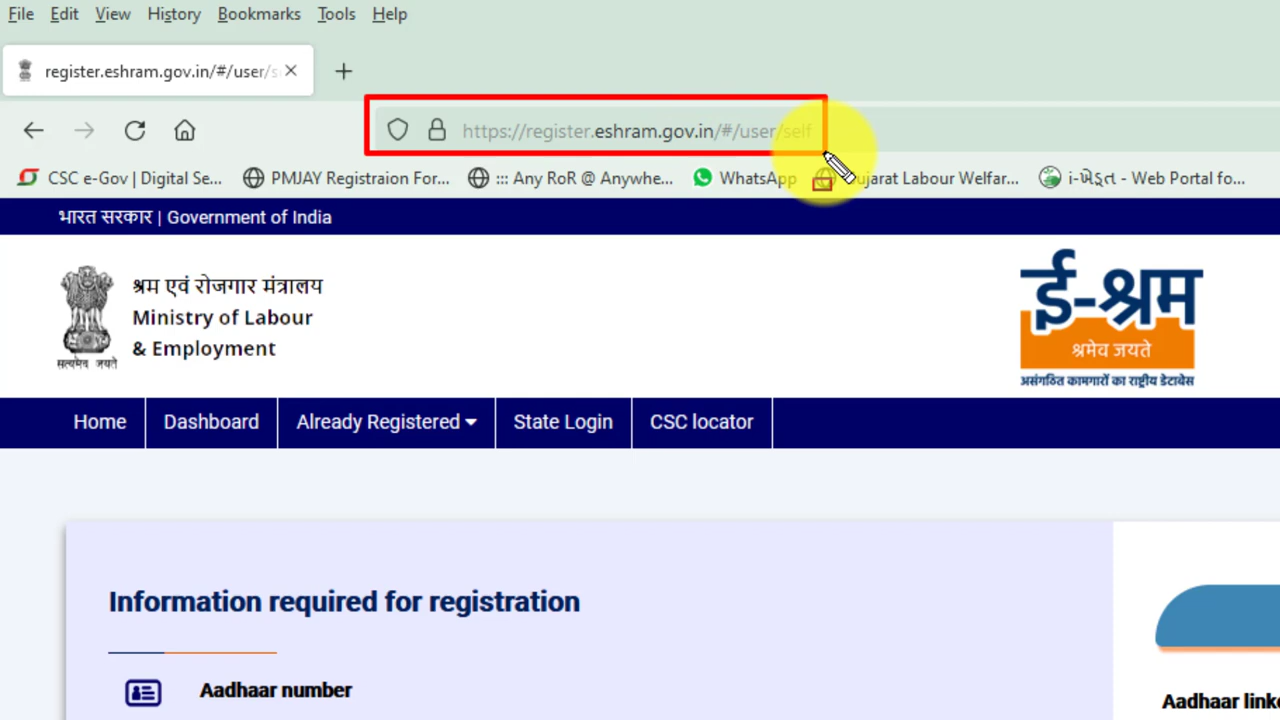 File Edit View History Bookmarks Tools Help
register.eshram.gov.in/#/user/s
https://register.eshram.gov.in/#/user/self
CSC e-Gov | Digital Se... PMJAY Registraion For... ::: Any RoR @ Anywhe... WhatsApp Gujarat Labour Welfar... i-ખેડૂત - Web Portal fo...
भारत सरकार | Government of India
श्रम एवं रोजगार मंत्रालय
Ministry of Labour
& Employment
सत्यमेव जयते
ई-श्रम
श्रमेव जयते
असंगठित कामगारों का राष्ट्रीय डेटाबेस
Home Dashboard Already Registered State Login CSC locator
Information required for registration
Aadhaar number
Aadhaar linke